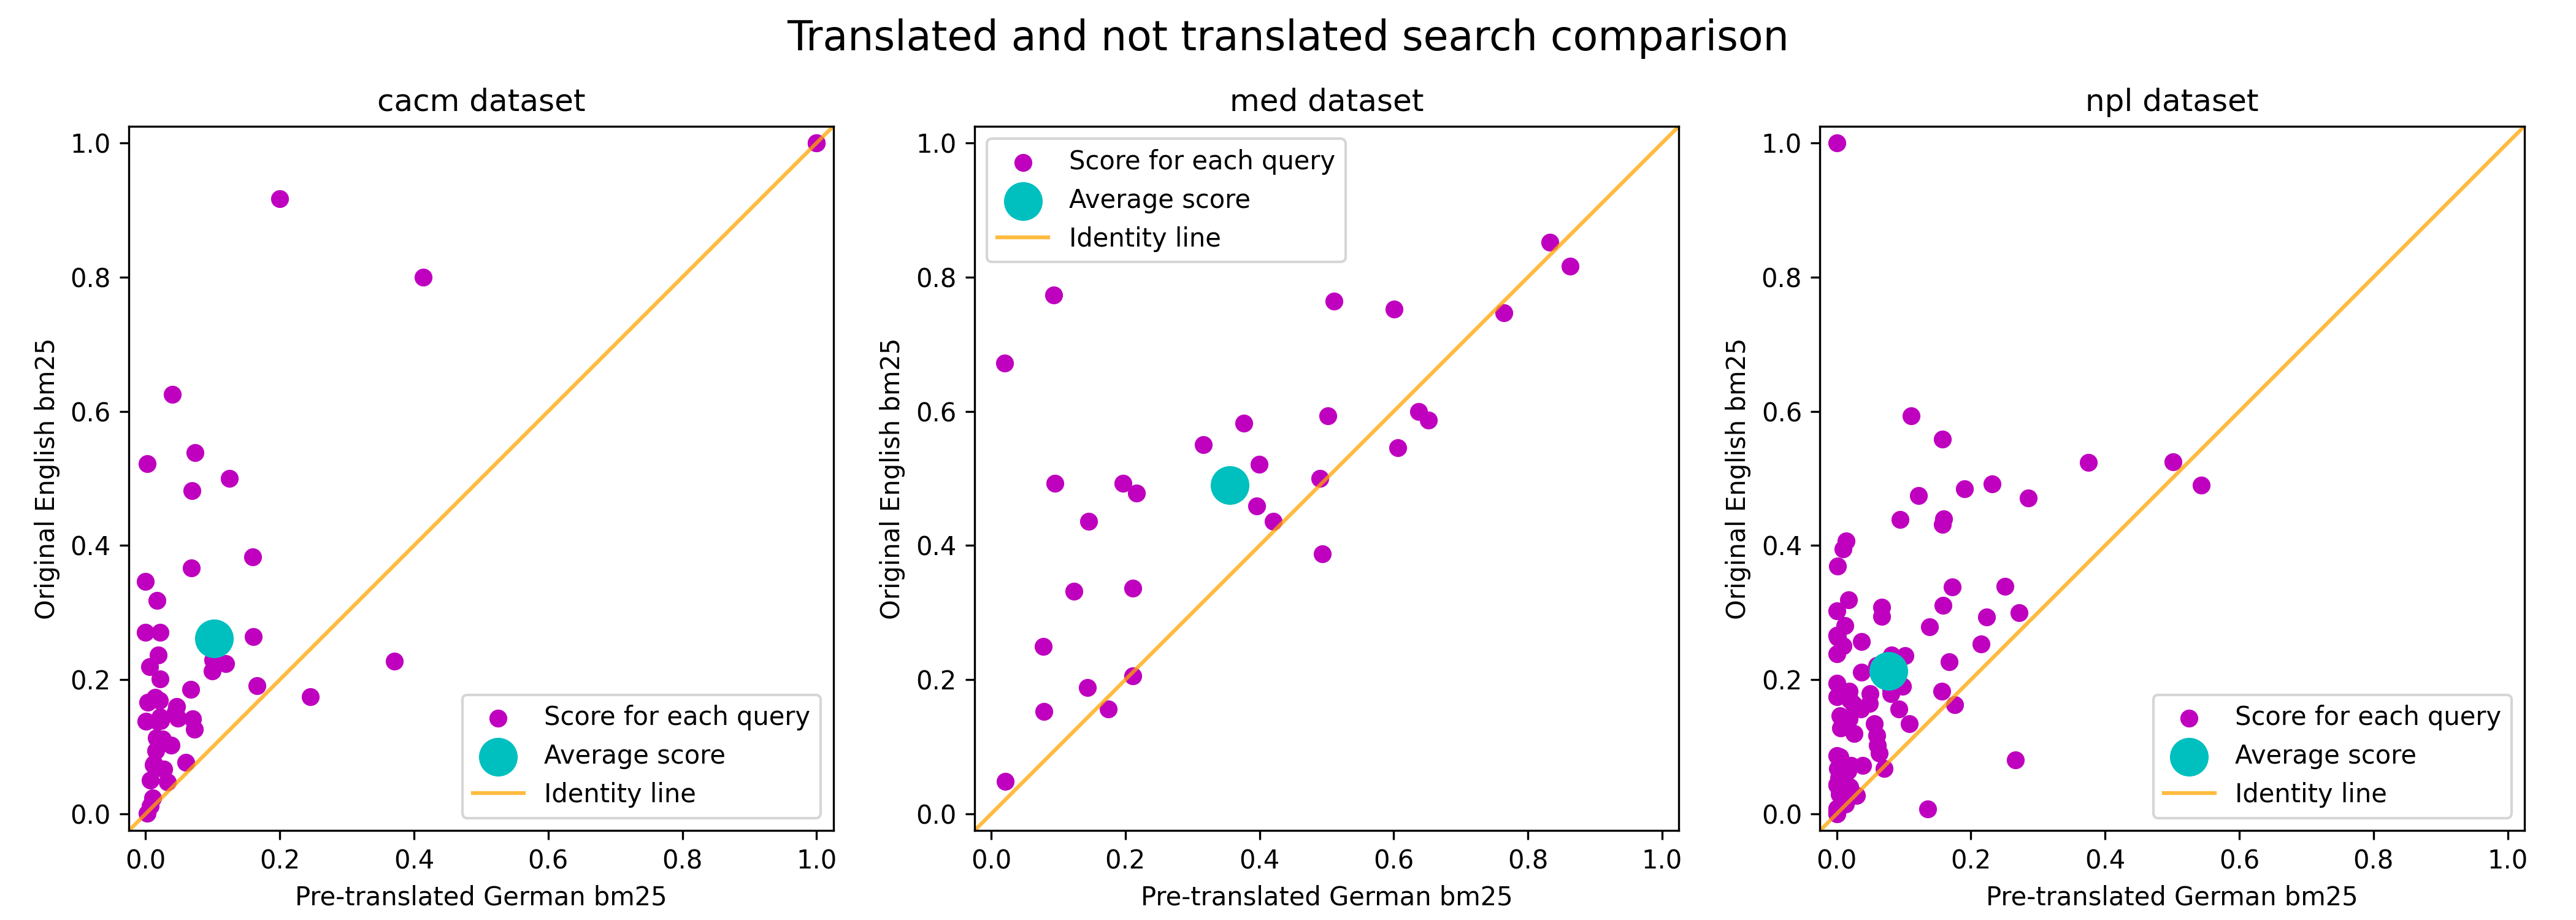 Translated and not translated search comparison
cacm dataset
Original English bm25
1.0
0.8
0.6
0.4
0.2
0.0
0.0 0.2 0.4 0.6 0.8 1.0
Pre-translated German bm25
Score for each query
Average score
Identity line
med dataset
Original English bm25
1.0
0.8
0.6
0.4
0.2
0.0
0.0 0.2 0.4 0.6 0.8 1.0
Pre-translated German bm25
Score for each query
Average score
Identity line
npl dataset
Original English bm25
1.0
0.8
0.6
0.4
0.2
0.0
0.0 0.2 0.4 0.6 0.8 1.0
Pre-translated German bm25
Score for each query
Average score
Identity line